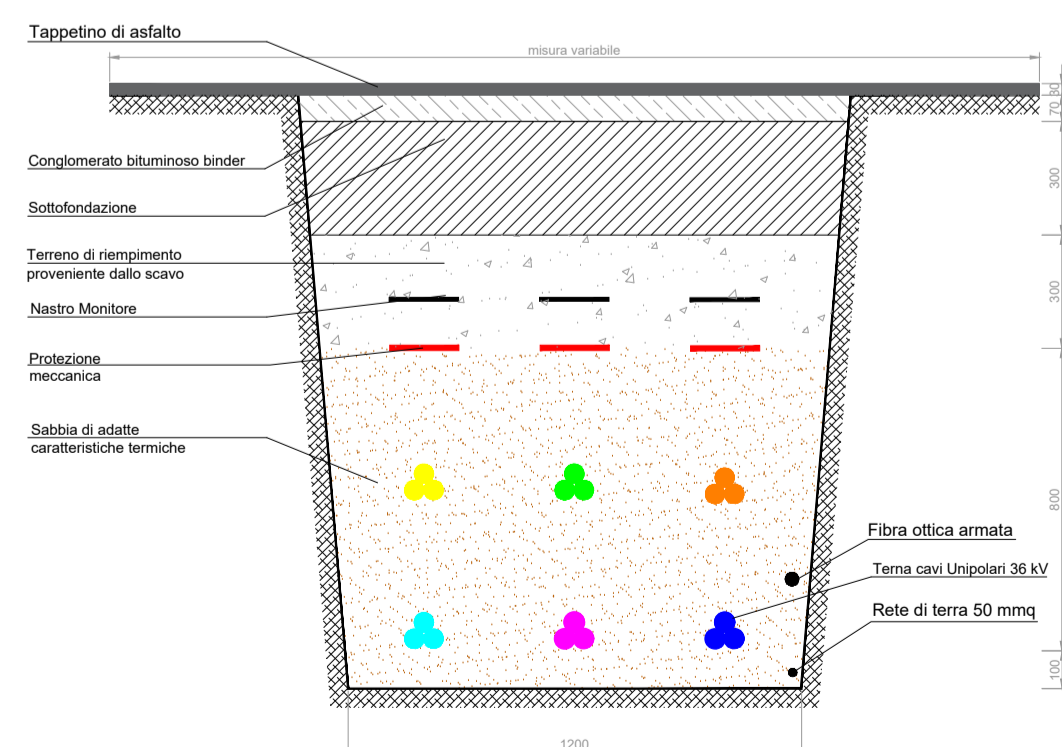 Tappetino di asfalto
misura variabile
30
70
Conglomerato bituminoso binder
300
Sottofondazione
Terreno di riempimento
proveniente dallo scavo
300
Nastro Monitore
Protezione
meccanica
Sabbia di adatte
caratteristiche termiche
800
Fibra ottica armata
Terna cavi Unipolari 36 kV
Rete di terra 50 mmq
100
1200